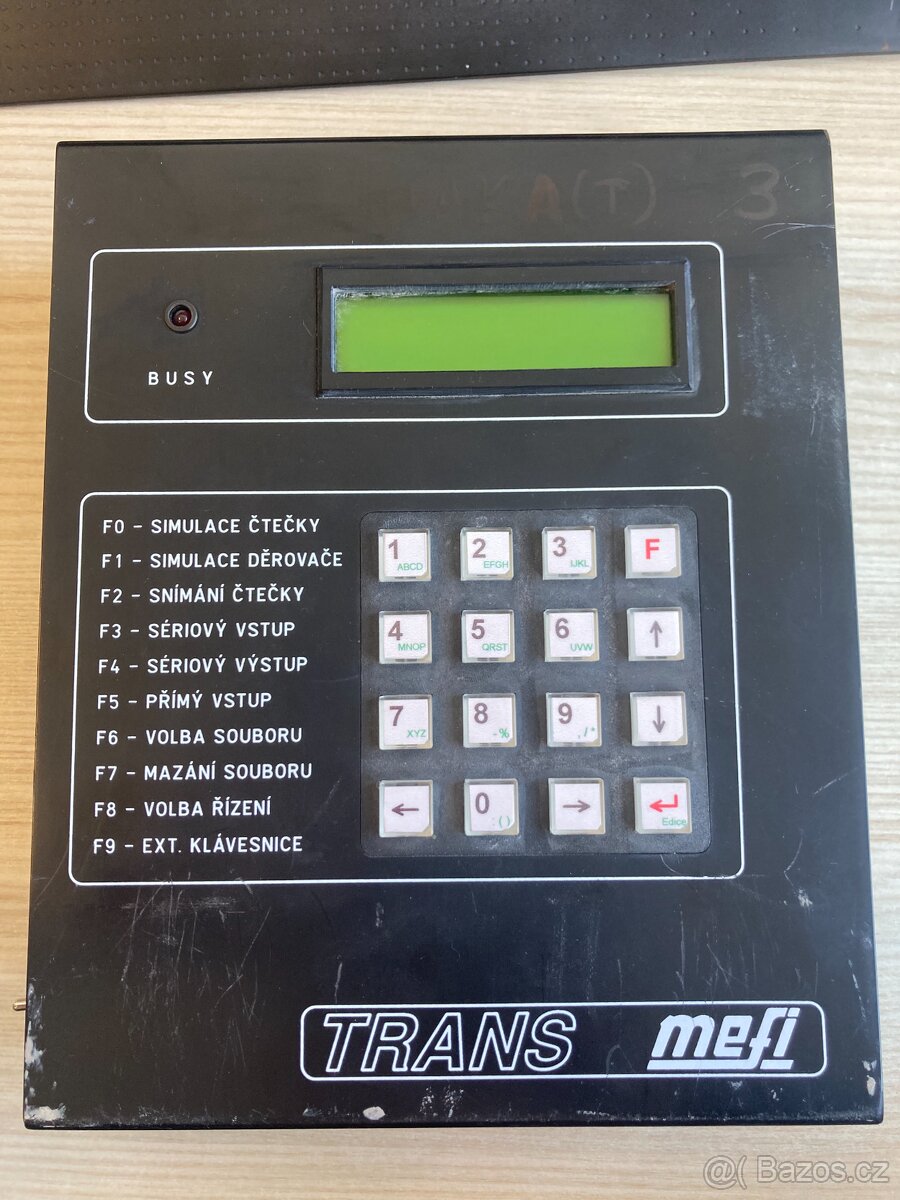 A(T) 3
BUSY
F0 - SIMULACE ČTEČKY
F1 - SIMULACE DĚROVAČE
F2 - SNÍMÁNÍ ČTEČKY
F3 - SÉRIOVÝ VSTUP
F4 - SÉRIOVÝ VÝSTUP
F5 - PŘÍMÝ VSTUP
F6 - VOLBA SOUBORU
F7 - MAZÁNÍ SOUBORU
F8 - VOLBA ŘÍZENÍ
F9 - EXT. KLÁVESNICE
1 ABCD 2 EFGH 3 IJKL F
4 MNOP 5 QRST 6 UVW ↑
7 XYZ 8 -% 9 ,/* ↓
← 0 :() → ↵ Edice
TRANS mefi
@( Bazos.cz